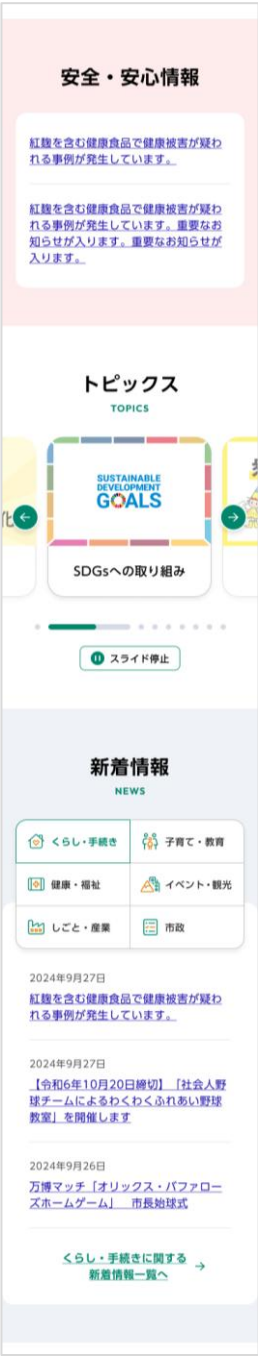 安全・安心情報
紅麹を含む健康食品で健康被害が疑わ
れる事例が発生しています。
紅麹を含む健康食品で健康被害が疑わ
れる事例が発生しています。重要なお
知らせが入ります。重要なお知らせが
入ります。
トピックス
TOPICS
化
SUSTAINABLE
DEVELOPMENT
GOALS
SDGsへの取り組み
スライド停止
新着情報
NEWS
くらし・手続き
子育て・教育
健康・福祉
イベント・観光
しごと・産業
市政
2024年9月27日
紅麹を含む健康食品で健康被害が疑わ
れる事例が発生しています。
2024年9月27日
【令和6年10月20日締切】「社会人野
球チームによるわくわくふれあい野球
教室」を開催します
2024年9月26日
万博マッチ「オリックス・バファロー
ズホームゲーム」　市長始球式
くらし・手続きに関する
新着情報一覧へ